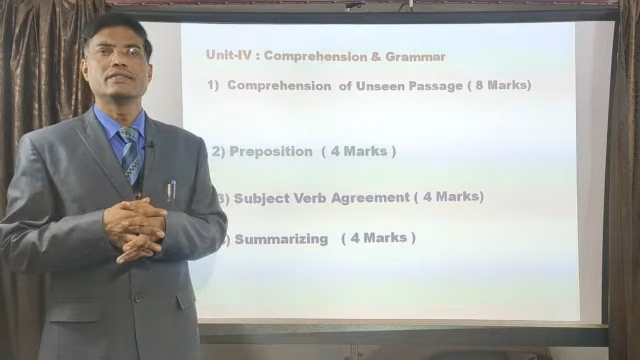 Unit-IV : Comprehension & Grammar
1) Comprehension of Unseen Passage ( 8 Marks)
2) Preposition ( 4 Marks )
3) Subject Verb Agreement ( 4 Marks)
) Summarizing ( 4 Marks )